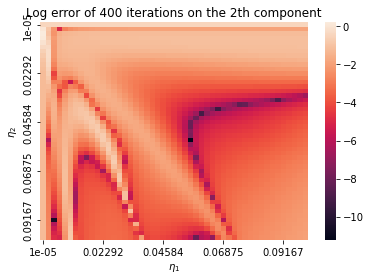 Log error of 400 iterations on the 2th component
1e-05
0.02292
0.04584
0.06875
0.09167
η2
1e-05
0.02292
0.04584
0.06875
0.09167
η1
0
−2
−4
−6
−8
−10